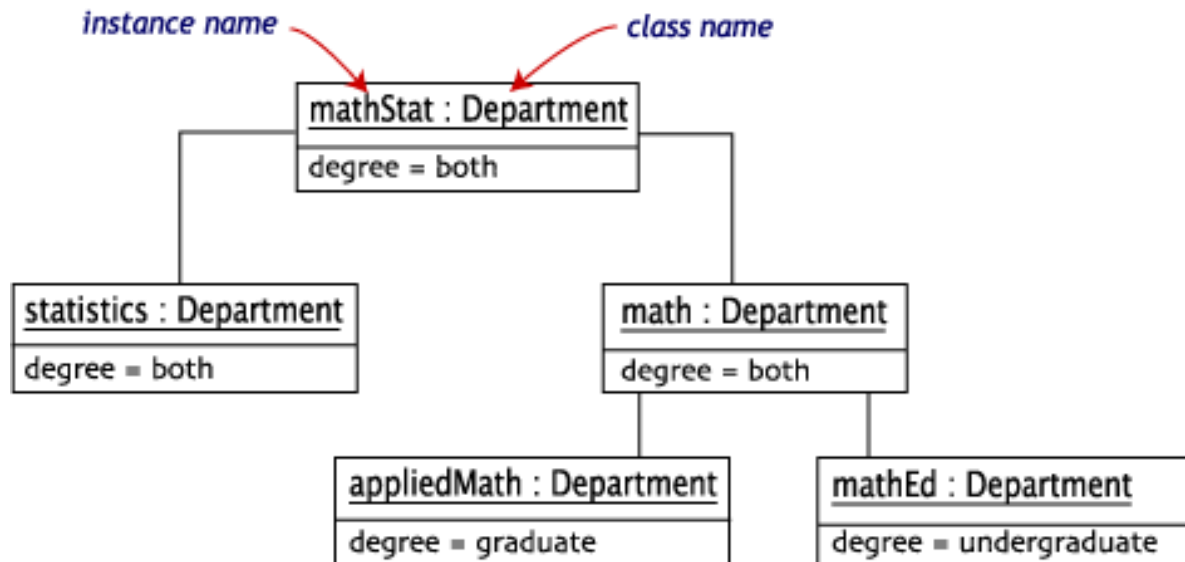 instance name
class name
mathStat : Department
degree = both
statistics : Department
degree = both
math : Department
degree = both
appliedMath : Department
degree = graduate
mathEd : Department
degree = undergraduate